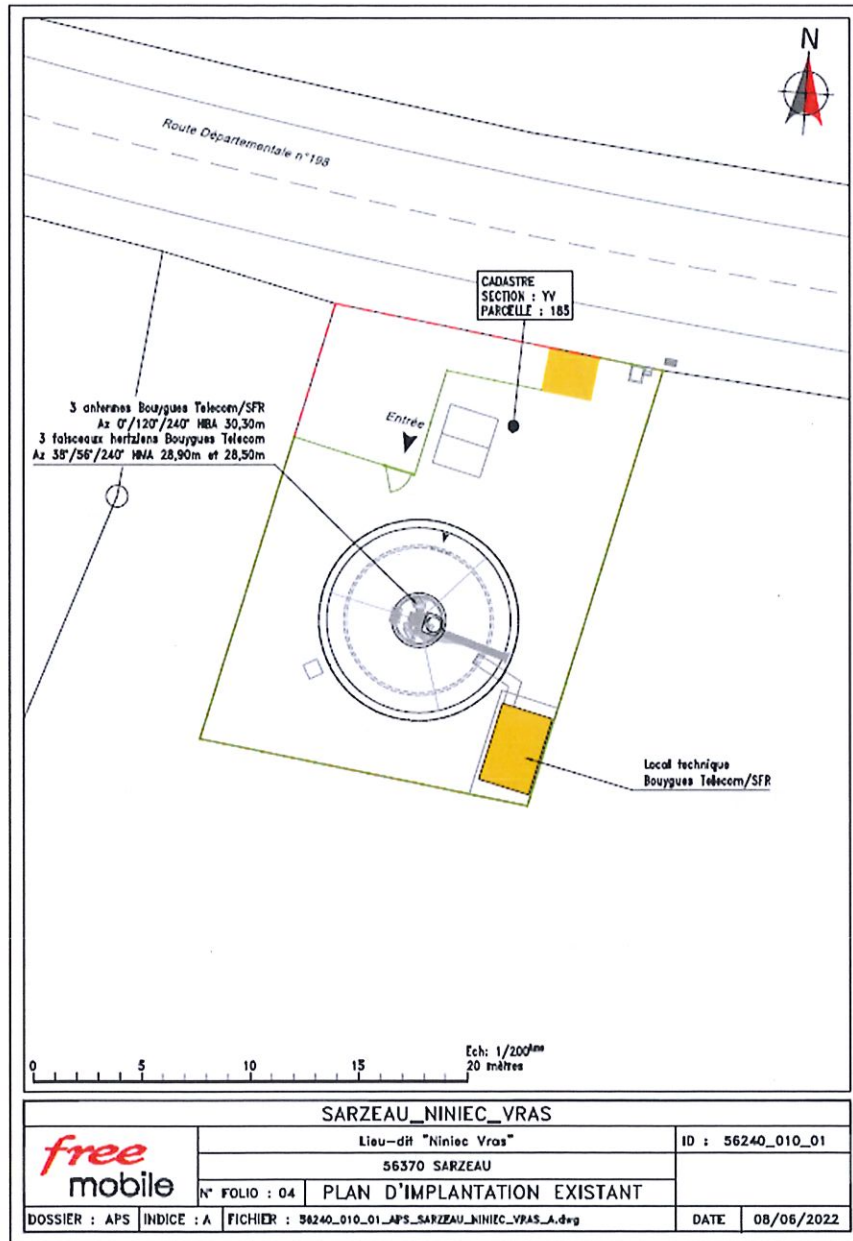 N
Route Départementale n°198
CADASTRE
SECTION : YV
PARCELLE : 185
3 antennes Bouygues Telecom/SFR
Az 0°/120°/240° HBA 30,30m
3 faisceaux hertziens Bouygues Telecom
Az 38°/56°/240° HMA 28,90m et 28,50m
Entrée
Local technique
Bouygues Telecom/SFR
Ech: 1/200ème
0 5 10 15 20 mètres
SARZEAU_NINIEC_VRAS
free
mobile
Lieu-dit "Niniec Vras"
ID : 56240_010_01
56370 SARZEAU
N° FOLIO : 04
PLAN D'IMPLANTATION EXISTANT
DOSSIER : APS
INDICE : A
FICHIER : 56240_010_01_APS_SARZEAU_NINIEC_VRAS_A.dwg
DATE
08/06/2022